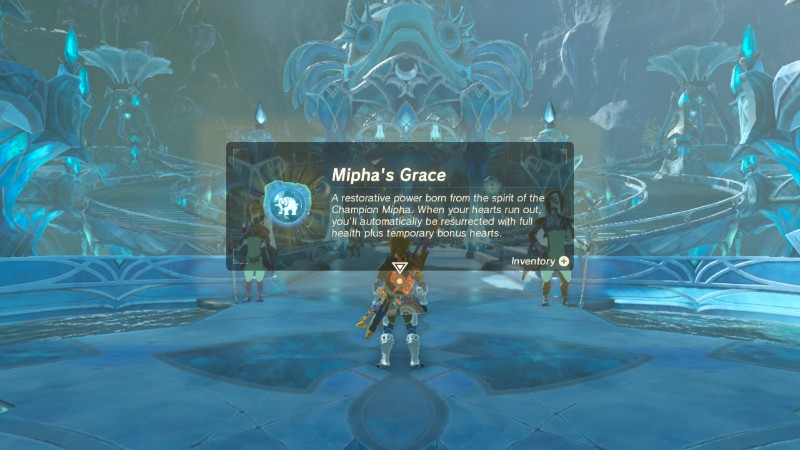 Mipha's Grace
A restorative power born from the spirit of the
Champion Mipha. When your hearts run out,
you'll automatically be resurrected with full
health plus temporary bonus hearts.
Inventory